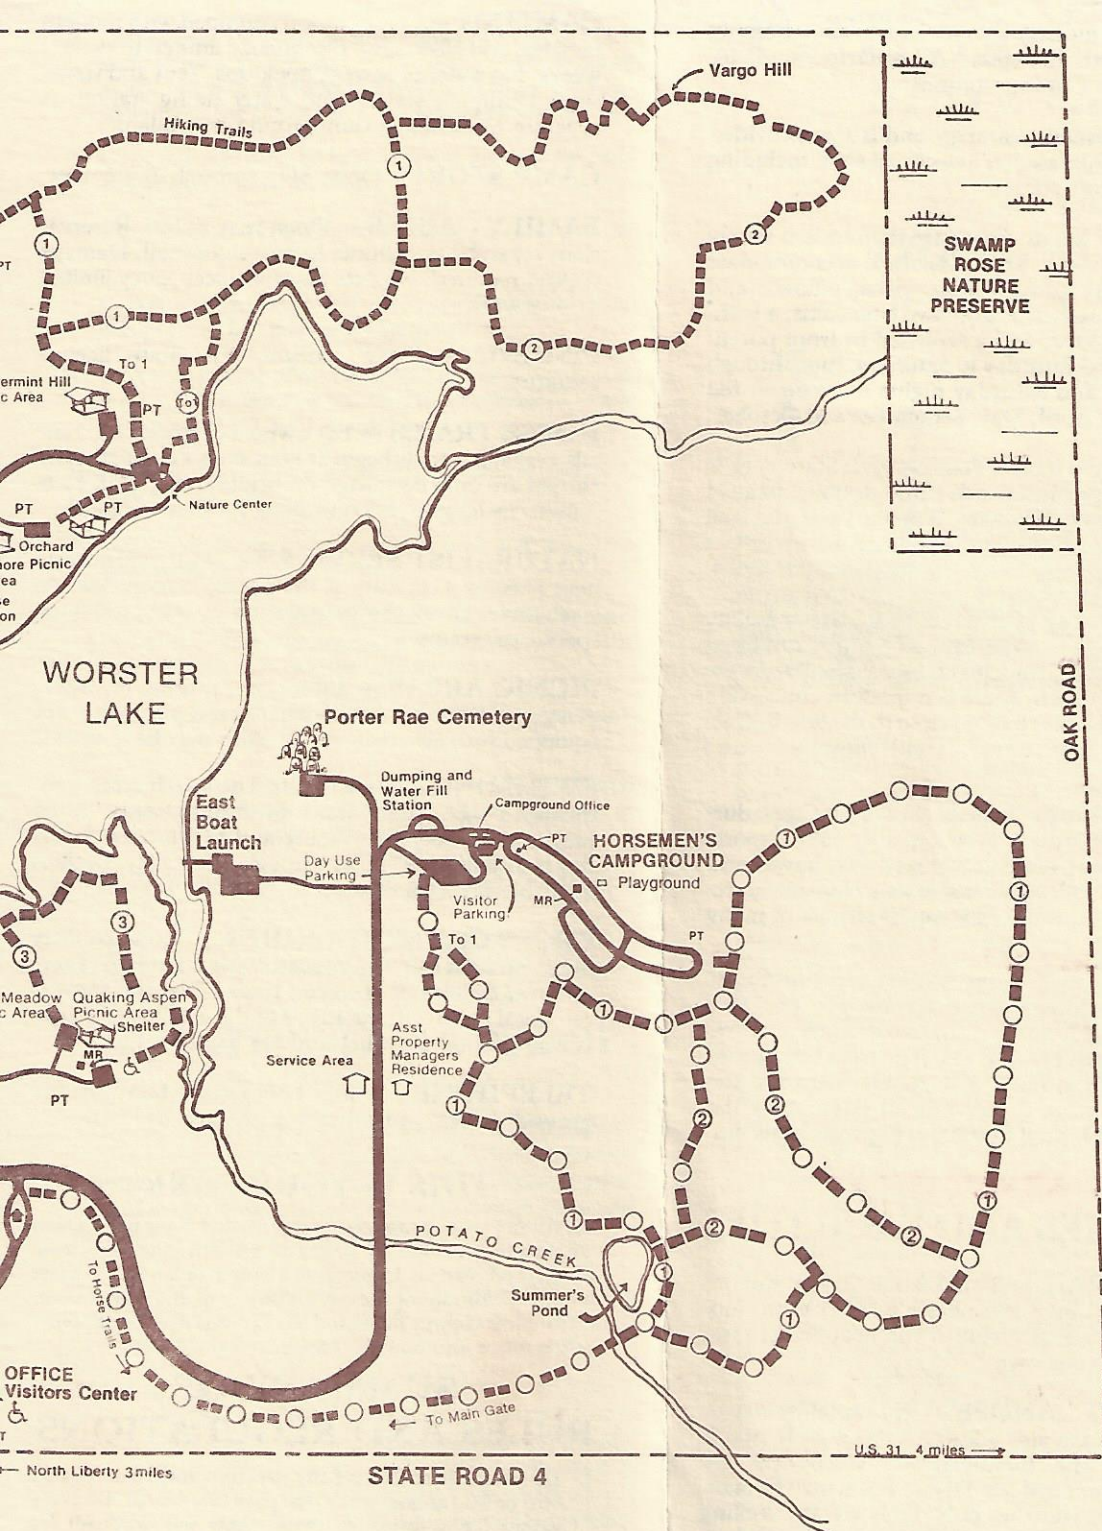 Vargo Hill
Hiking Trails
1
1
2
SWAMP
ROSE
NATURE
PRESERVE
PT
1
2
To 1
ermint Hill
c Area
PT
To 1
PT
PT
Nature Center
Orchard
ore Picnic
ea
e
on
WORSTER
LAKE
OAK ROAD
Porter Rae Cemetery
Dumping and
Water Fill
Station
Campground Office
East
Boat
Launch
PT
HORSEMEN'S
CAMPGROUND
Day Use
Parking
Playground
Visitor
Parking
MR
1
1
3
3
To 1
PT
Meadow
c Area
Quaking Aspen
Picnic Area
Shelter
MR
PT
1
Asst
Property
Managers
Residence
Service Area
1
2
2
1
1
2
2
POTATO CREEK
1
Summer's
Pond
1
To Horse Trails
OFFICE
Visitors Center
T
To Main Gate
U.S. 31 4 miles
North Liberty 3 miles
STATE ROAD 4